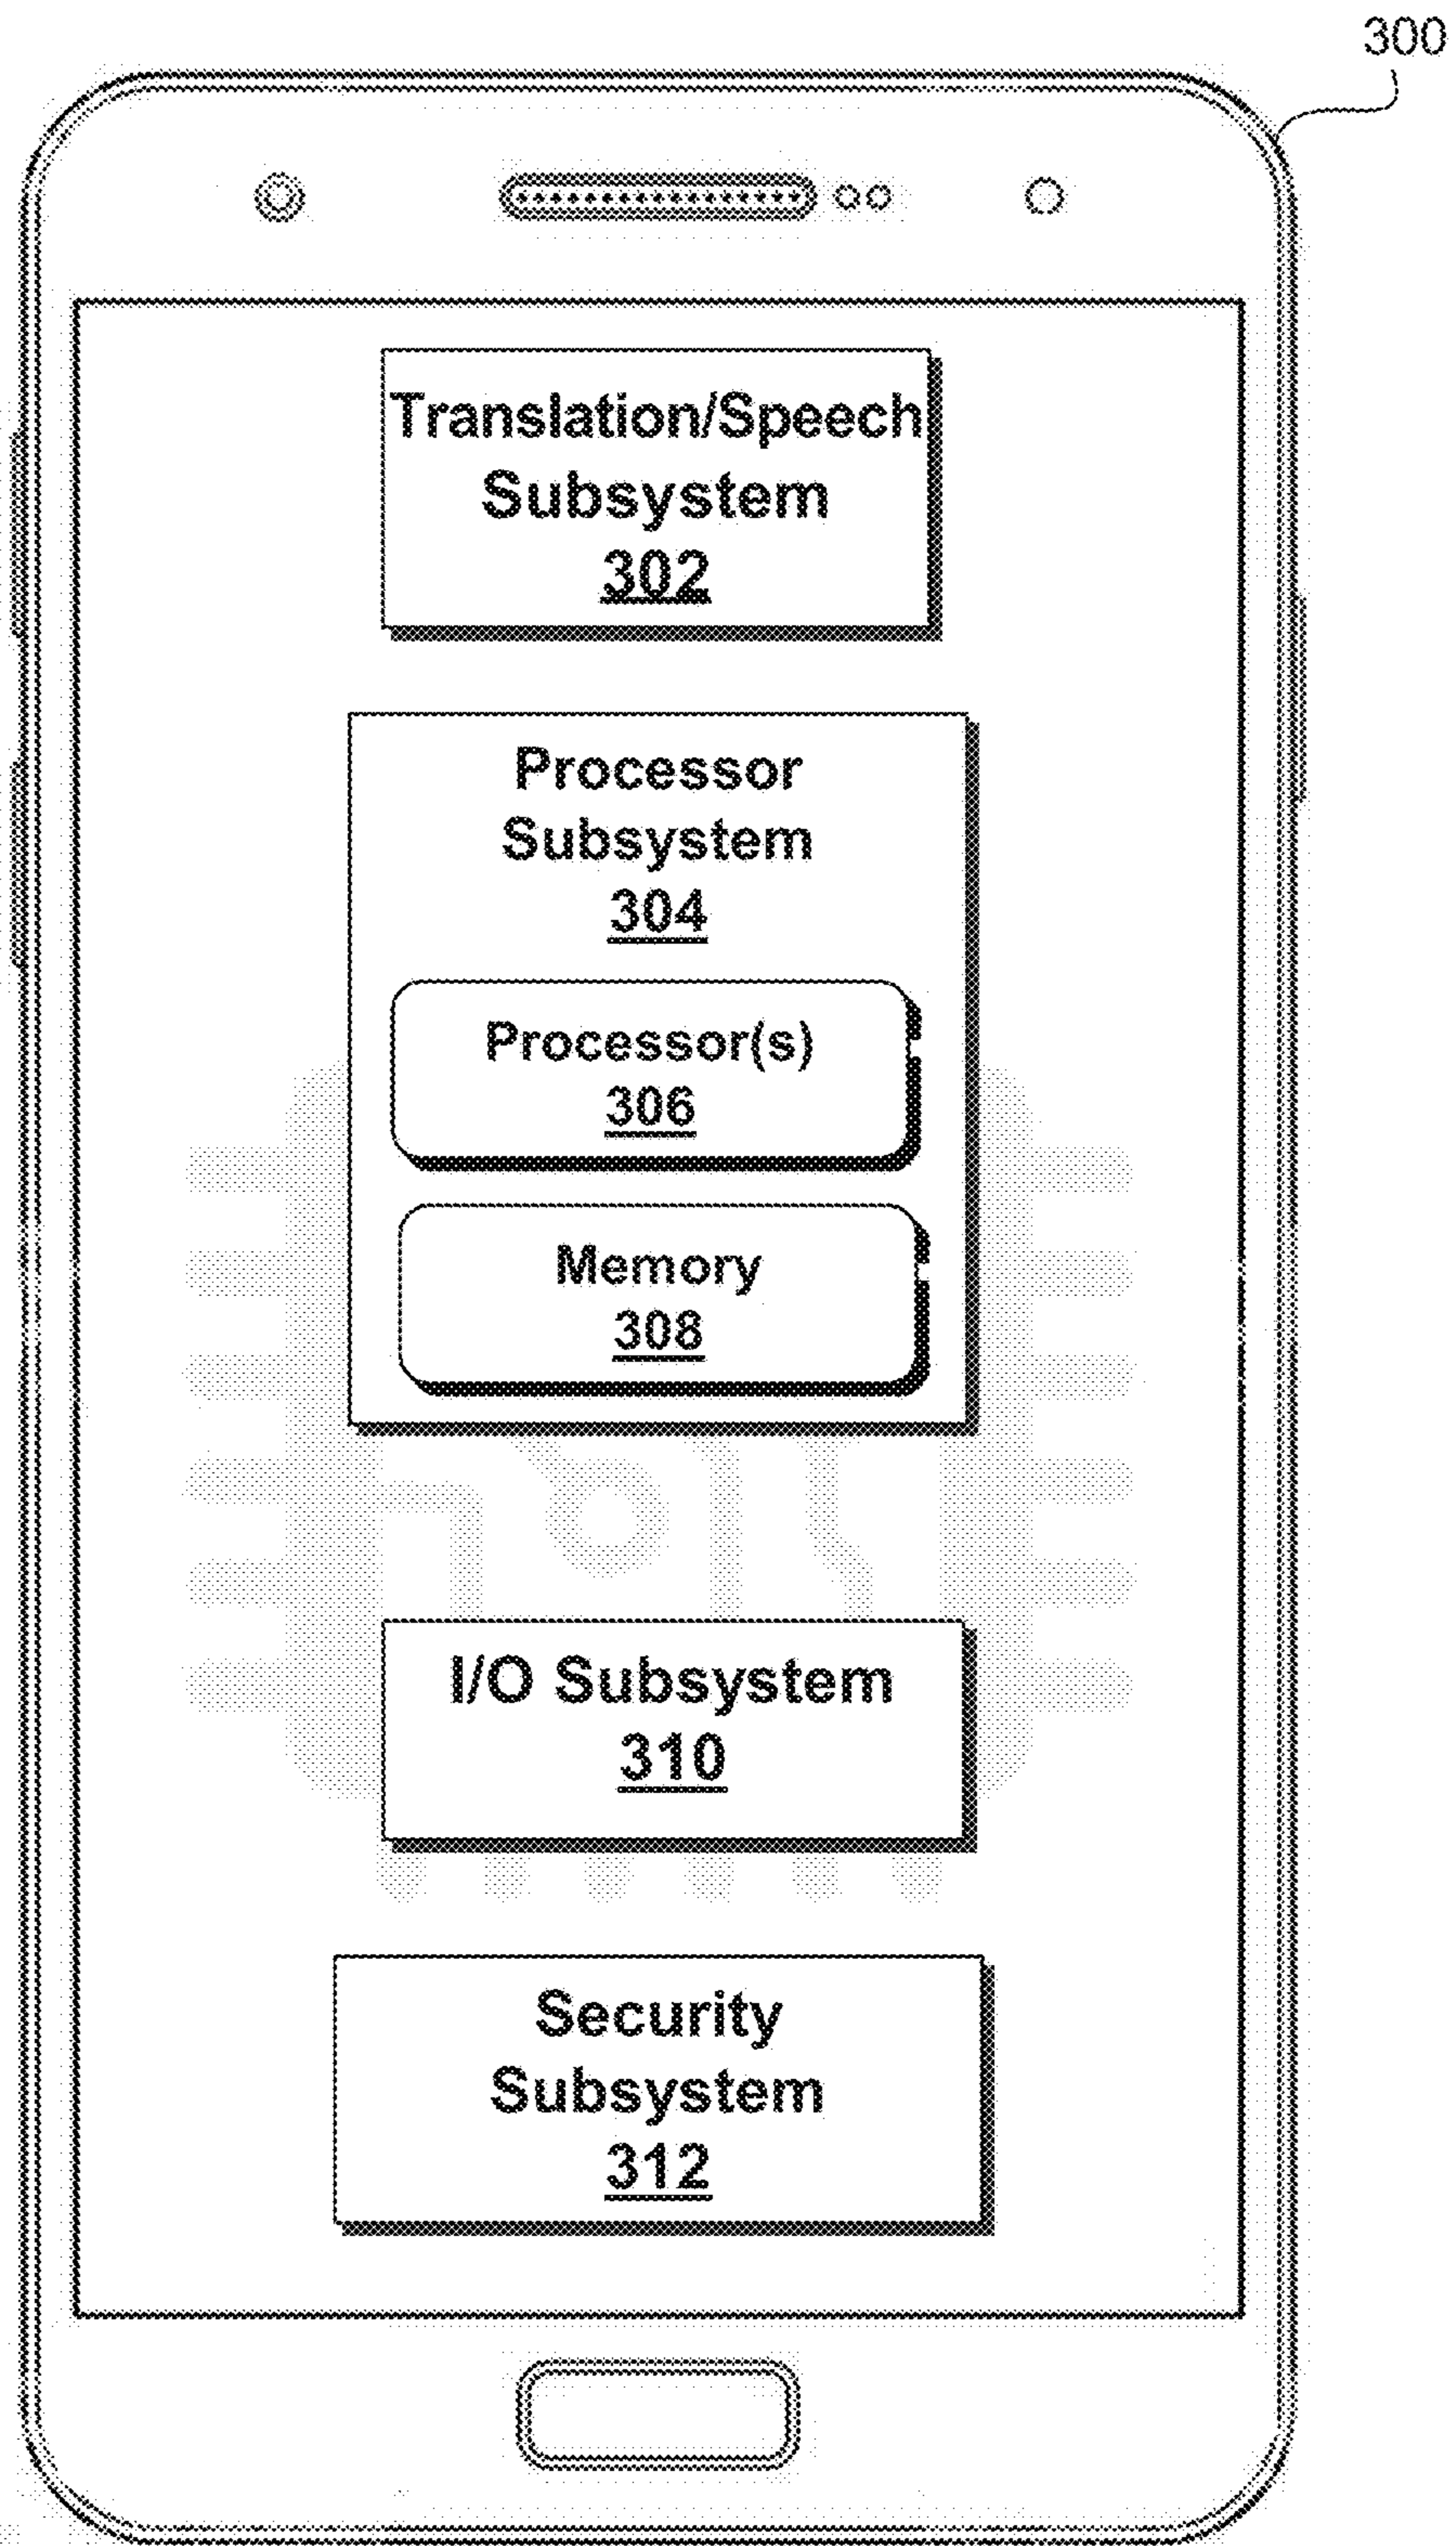 300
Translation/Speech
Subsystem
302
Processor
Subsystem
304
Processor(s)
306
Memory
308
I/O Subsystem
310
Security
Subsystem
312